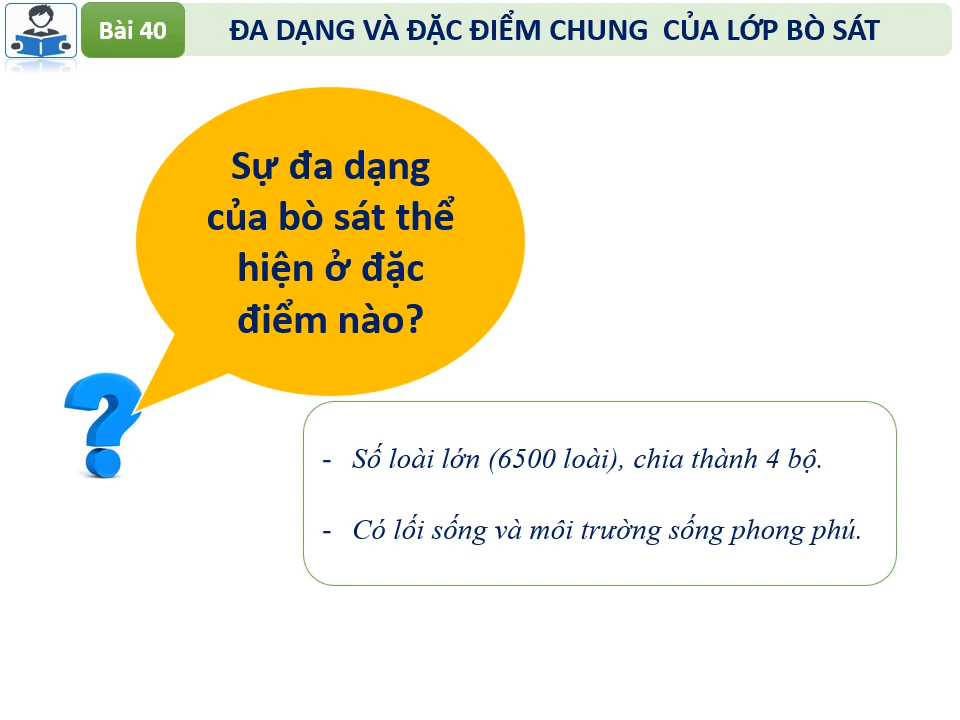 Bài 40
ĐA DẠNG VÀ ĐẶC ĐIỂM CHUNG CỦA LỚP BÒ SÁT
Sự đa dạng
của bò sát thể
hiện ở đặc
điểm nào?
- Số loài lớn (6500 loài), chia thành 4 bộ.
- Có lối sống và môi trường sống phong phú.